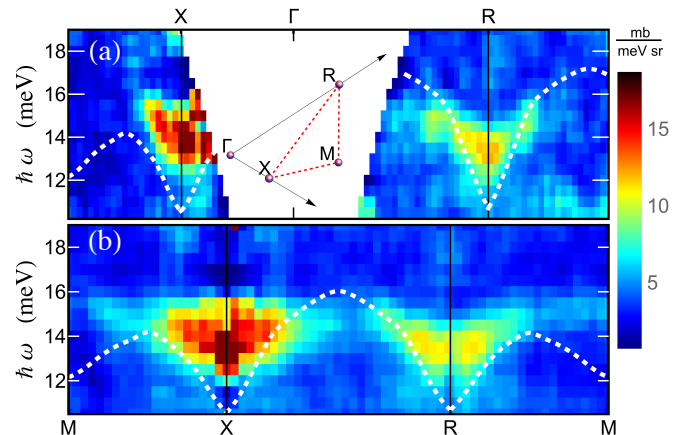 X Γ R
mb
meV sr
(a)
18
16
14
12
ħ ω (meV)
R
Γ
X
M
15
10
5
(b)
18
16
14
12
ħ ω (meV)
M X R M